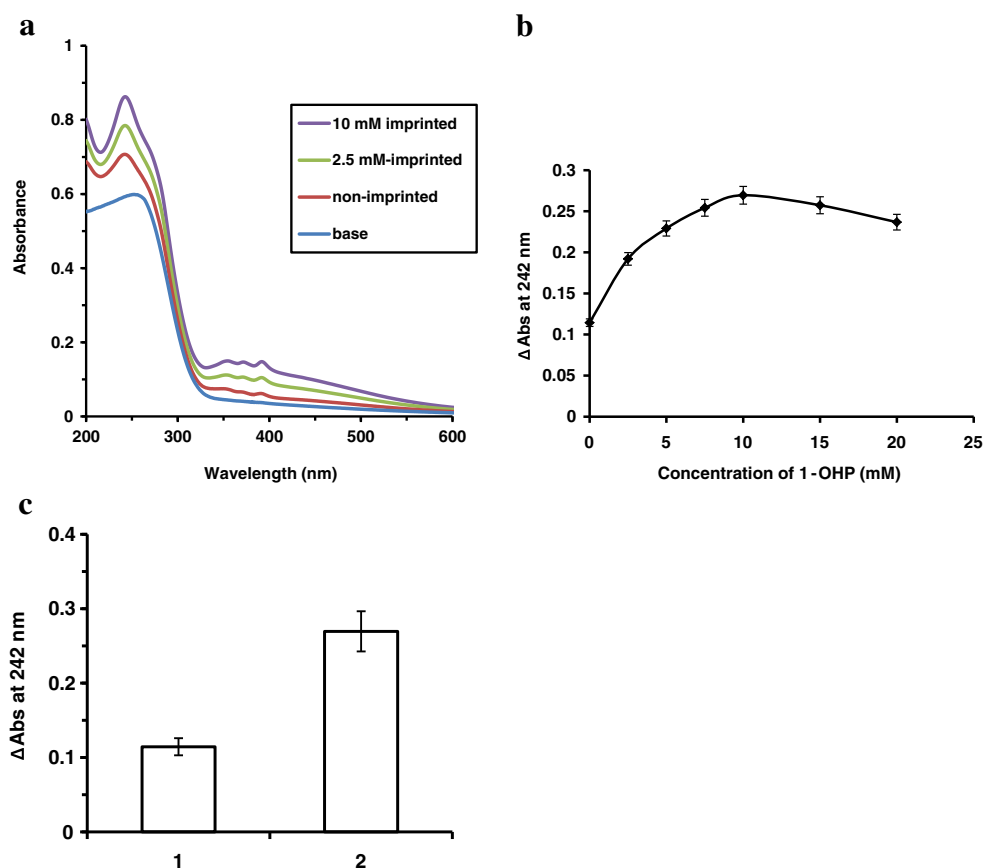 a
1
0.8
0.6
0.4
0.2
0
200
300
400
500
600
Absorbance
Wavelength (nm)
10 mM imprinted
2.5 mM-imprinted
non-imprinted
base
b
0.3
0.25
0.2
0.15
0.1
0.05
0
0
5
10
15
20
25
Δ Abs at 242 nm
Concentration of 1-OHP (mM)
c
0.4
0.3
0.2
0.1
0
1
2
Δ Abs at 242 nm